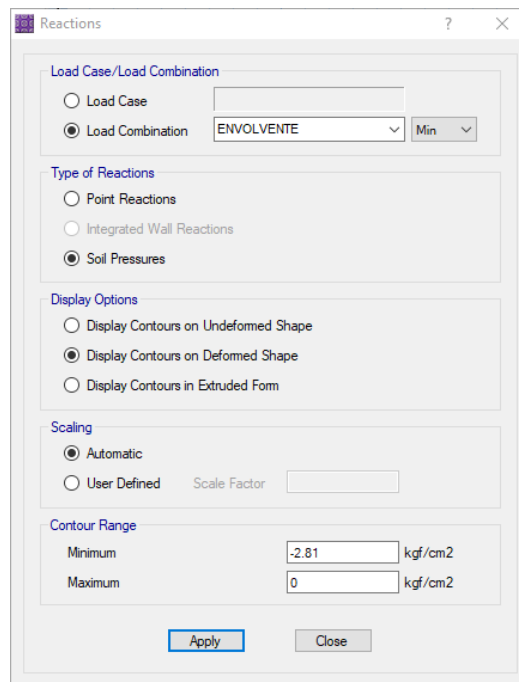 Reactions ? ×
Load Case/Load Combination
Load Case
Load Combination ENVOLVENTE Min
Type of Reactions
Point Reactions
Integrated Wall Reactions
Soil Pressures
Display Options
Display Contours on Undeformed Shape
Display Contours on Deformed Shape
Display Contours in Extruded Form
Scaling
Automatic
User Defined Scale Factor
Contour Range
Minimum -2.81 kgf/cm2
Maximum 0 kgf/cm2
Apply Close